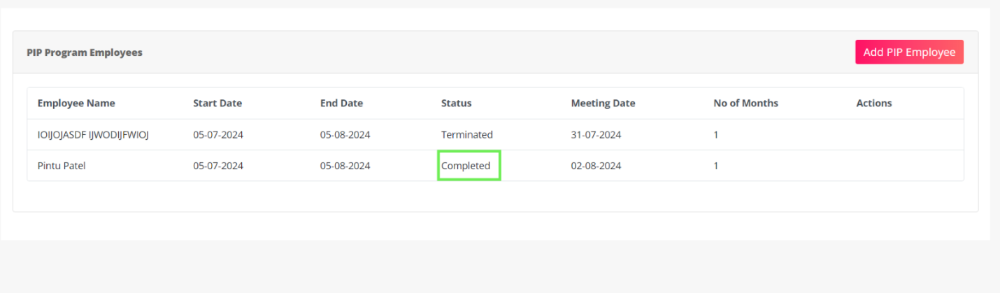 PIP Program Employees
Add PIP Employee
Employee Name Start Date End Date Status Meeting Date No of Months Actions
IOIJOJASDF IJWODIJFWIOJ 05-07-2024 05-08-2024 Terminated 31-07-2024 1
Pintu Patel 05-07-2024 05-08-2024 Completed 02-08-2024 1